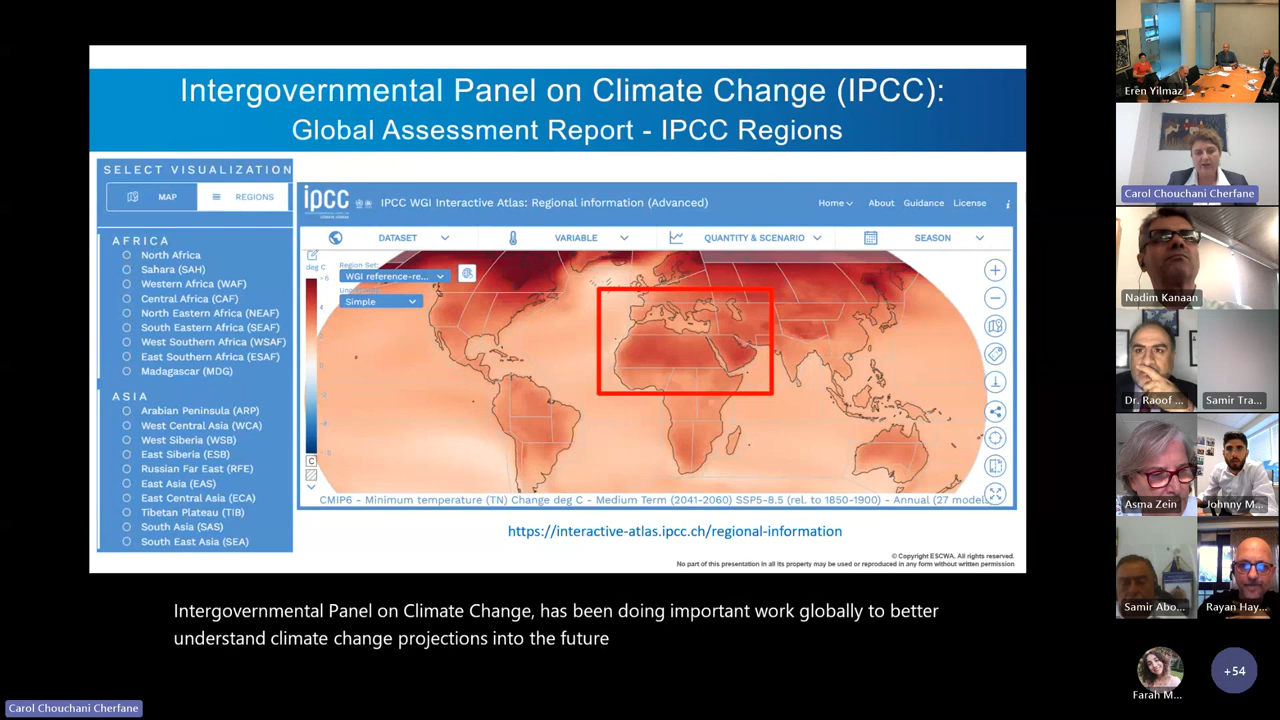 Intergovernmental Panel on Climate Change (IPCC):
Global Assessment Report - IPCC Regions
SELECT VISUALIZATION
MAP
REGIONS
AFRICA
North Africa
Sahara (SAH)
Western Africa (WAF)
Central Africa (CAF)
North Eastern Africa (NEAF)
South Eastern Africa (SEAF)
West Southern Africa (WSAF)
East Southern Africa (ESAF)
Madagascar (MDG)
ASIA
Arabian Peninsula (ARP)
West Central Asia (WCA)
West Siberia (WSB)
East Siberia (ESB)
Russian Far East (RFE)
East Asia (EAS)
East Central Asia (ECA)
Tibetan Plateau (TIB)
South Asia (SAS)
South East Asia (SEA)
ipcc
IPCC WGI Interactive Atlas: Regional information (Advanced)
Home
About
Guidance
License
i
DATASET
VARIABLE
QUANTITY & SCENARIO
SEASON
deg C
Region Set:
WGI reference-re...
Simple
C
CMIP6 - Minimum temperature (TN) Change deg C - Medium Term (2041-2060) SSP5-8.5 (rel. to 1850-1900) - Annual (27 model
https://interactive-atlas.ipcc.ch/regional-information
© Copyright ESCWA. All rights reserved.
No part of this presentation in all its property may be used or reproduced in any form without written permission
Intergovernmental Panel on Climate Change, has been doing important work globally to better
understand climate change projections into the future
Carol Chouchani Cherfane
Eren Yilmaz
Carol Chouchani Cherfane
Nadim Kanaan
Dr. Raoof ...
Samir Tra...
Asma Zein
Johnny M...
Samir Abo...
Rayan Hay...
Farah M...
+54